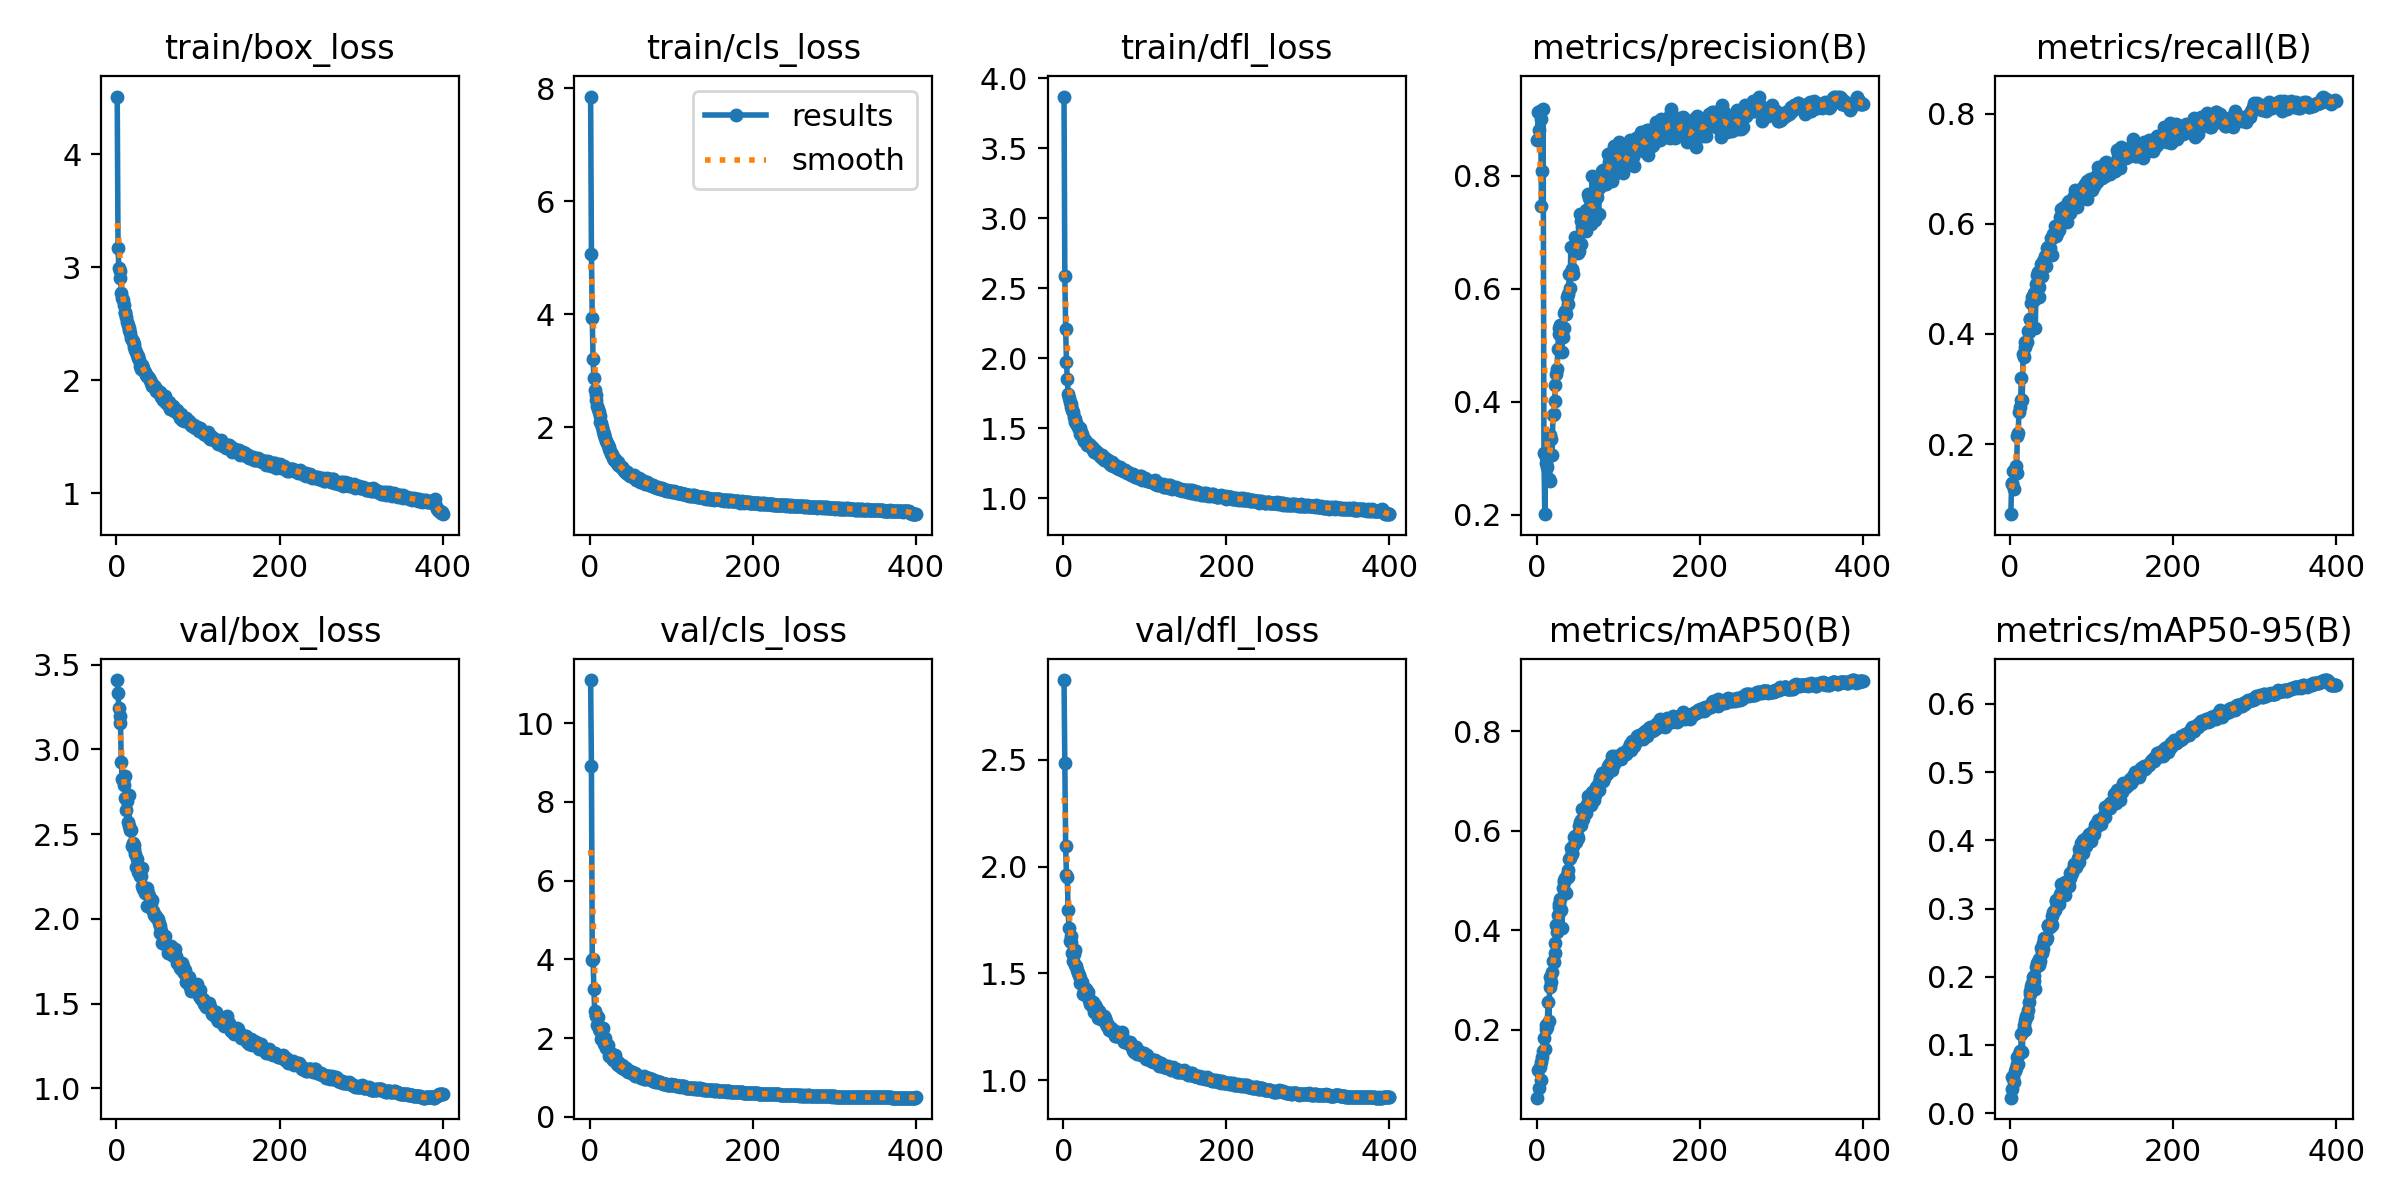 train/box_loss
train/cls_loss
train/dfl_loss
metrics/precision(B)
metrics/recall(B)
4
3
2
1
0 200 400
8
6
4
2
results
smooth
0 200 400
4.0
3.5
3.0
2.5
2.0
1.5
1.0
0 200 400
0.8
0.6
0.4
0.2
0 200 400
0.8
0.6
0.4
0.2
0 200 400
val/box_loss
val/cls_loss
val/dfl_loss
metrics/mAP50(B)
metrics/mAP50-95(B)
3.5
3.0
2.5
2.0
1.5
1.0
0 200 400
10
8
6
4
2
0
0 200 400
2.5
2.0
1.5
1.0
0 200 400
0.8
0.6
0.4
0.2
0 200 400
0.6
0.5
0.4
0.3
0.2
0.1
0.0
0 200 400